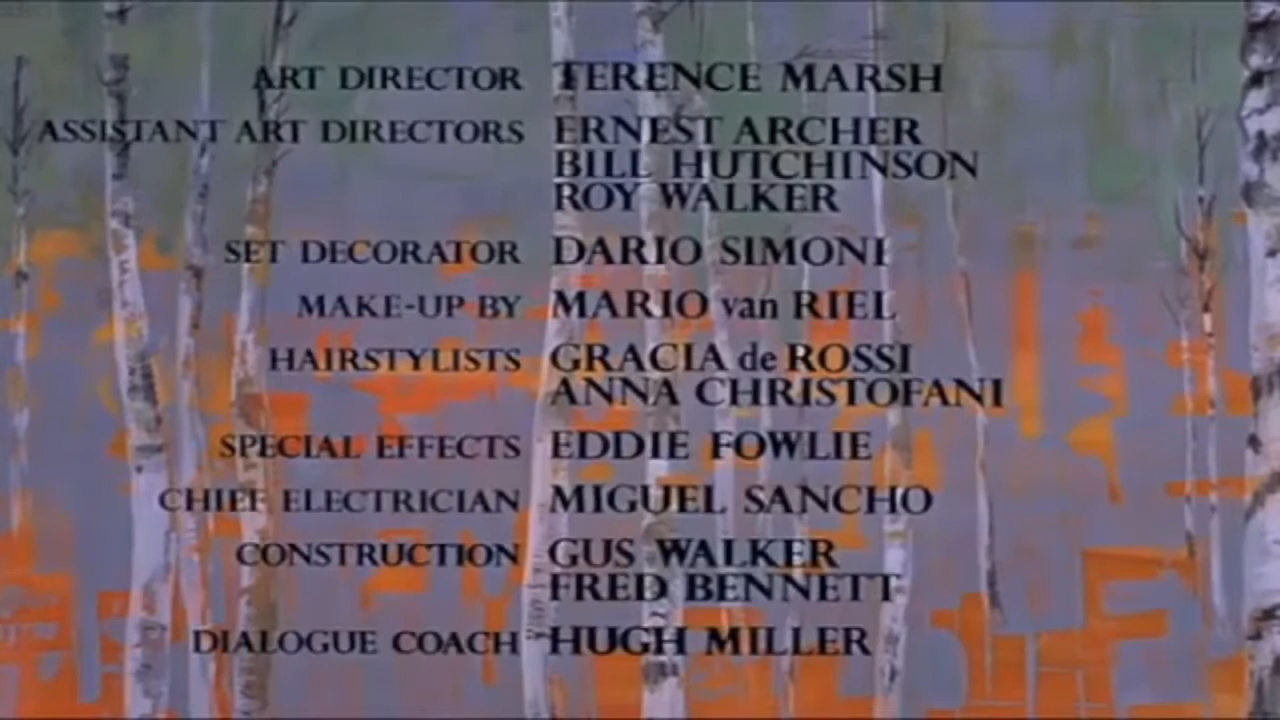 ART DIRECTOR TERENCE MARSH
ASSISTANT ART DIRECTORS ERNEST ARCHER
BILL HUTCHINSON
ROY WALKER
SET DECORATOR DARIO SIMONI
MAKE-UP BY MARIO van RIEL
HAIRSTYLISTS GRACIA de ROSSI
ANNA CHRISTOFANI
SPECIAL EFFECTS EDDIE FOWLIE
CHIEF ELECTRICIAN MIGUEL SANCHO
CONSTRUCTION GUS WALKER
FRED BENNETT
DIALOGUE COACH HUGH MILLER